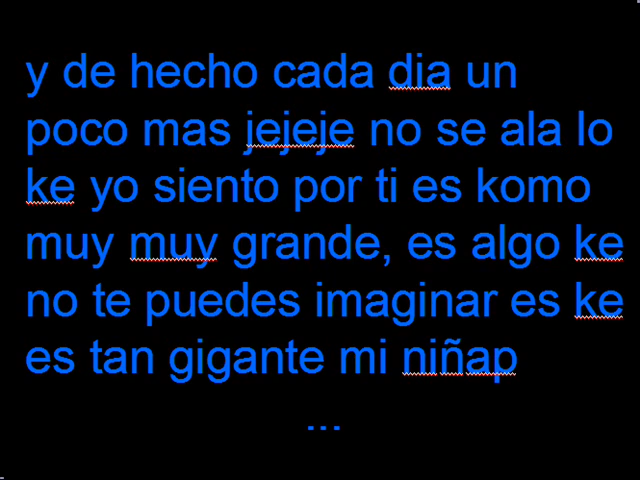 y de hecho cada dia un
poco mas jejeje no se ala lo
ke yo siento por ti es komo
muy muy grande, es algo ke
no te puedes imaginar es ke
es tan gigante mi niñap
...